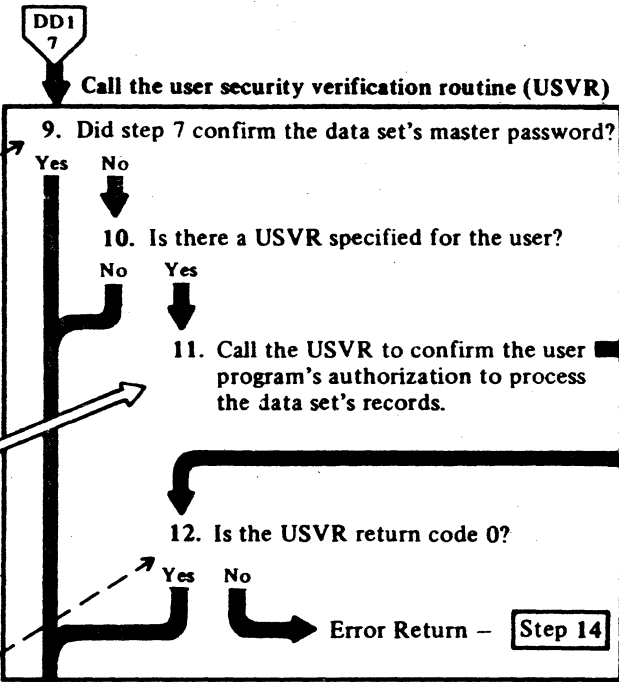 DD1
7
Call the user security verification routine (USVR)
9. Did step 7 confirm the data set's master password?
Yes No
10. Is there a USVR specified for the user?
No Yes
11. Call the USVR to confirm the user
program's authorization to process
the data set's records.
12. Is the USVR return code 0?
Yes No
Error Return – Step 14